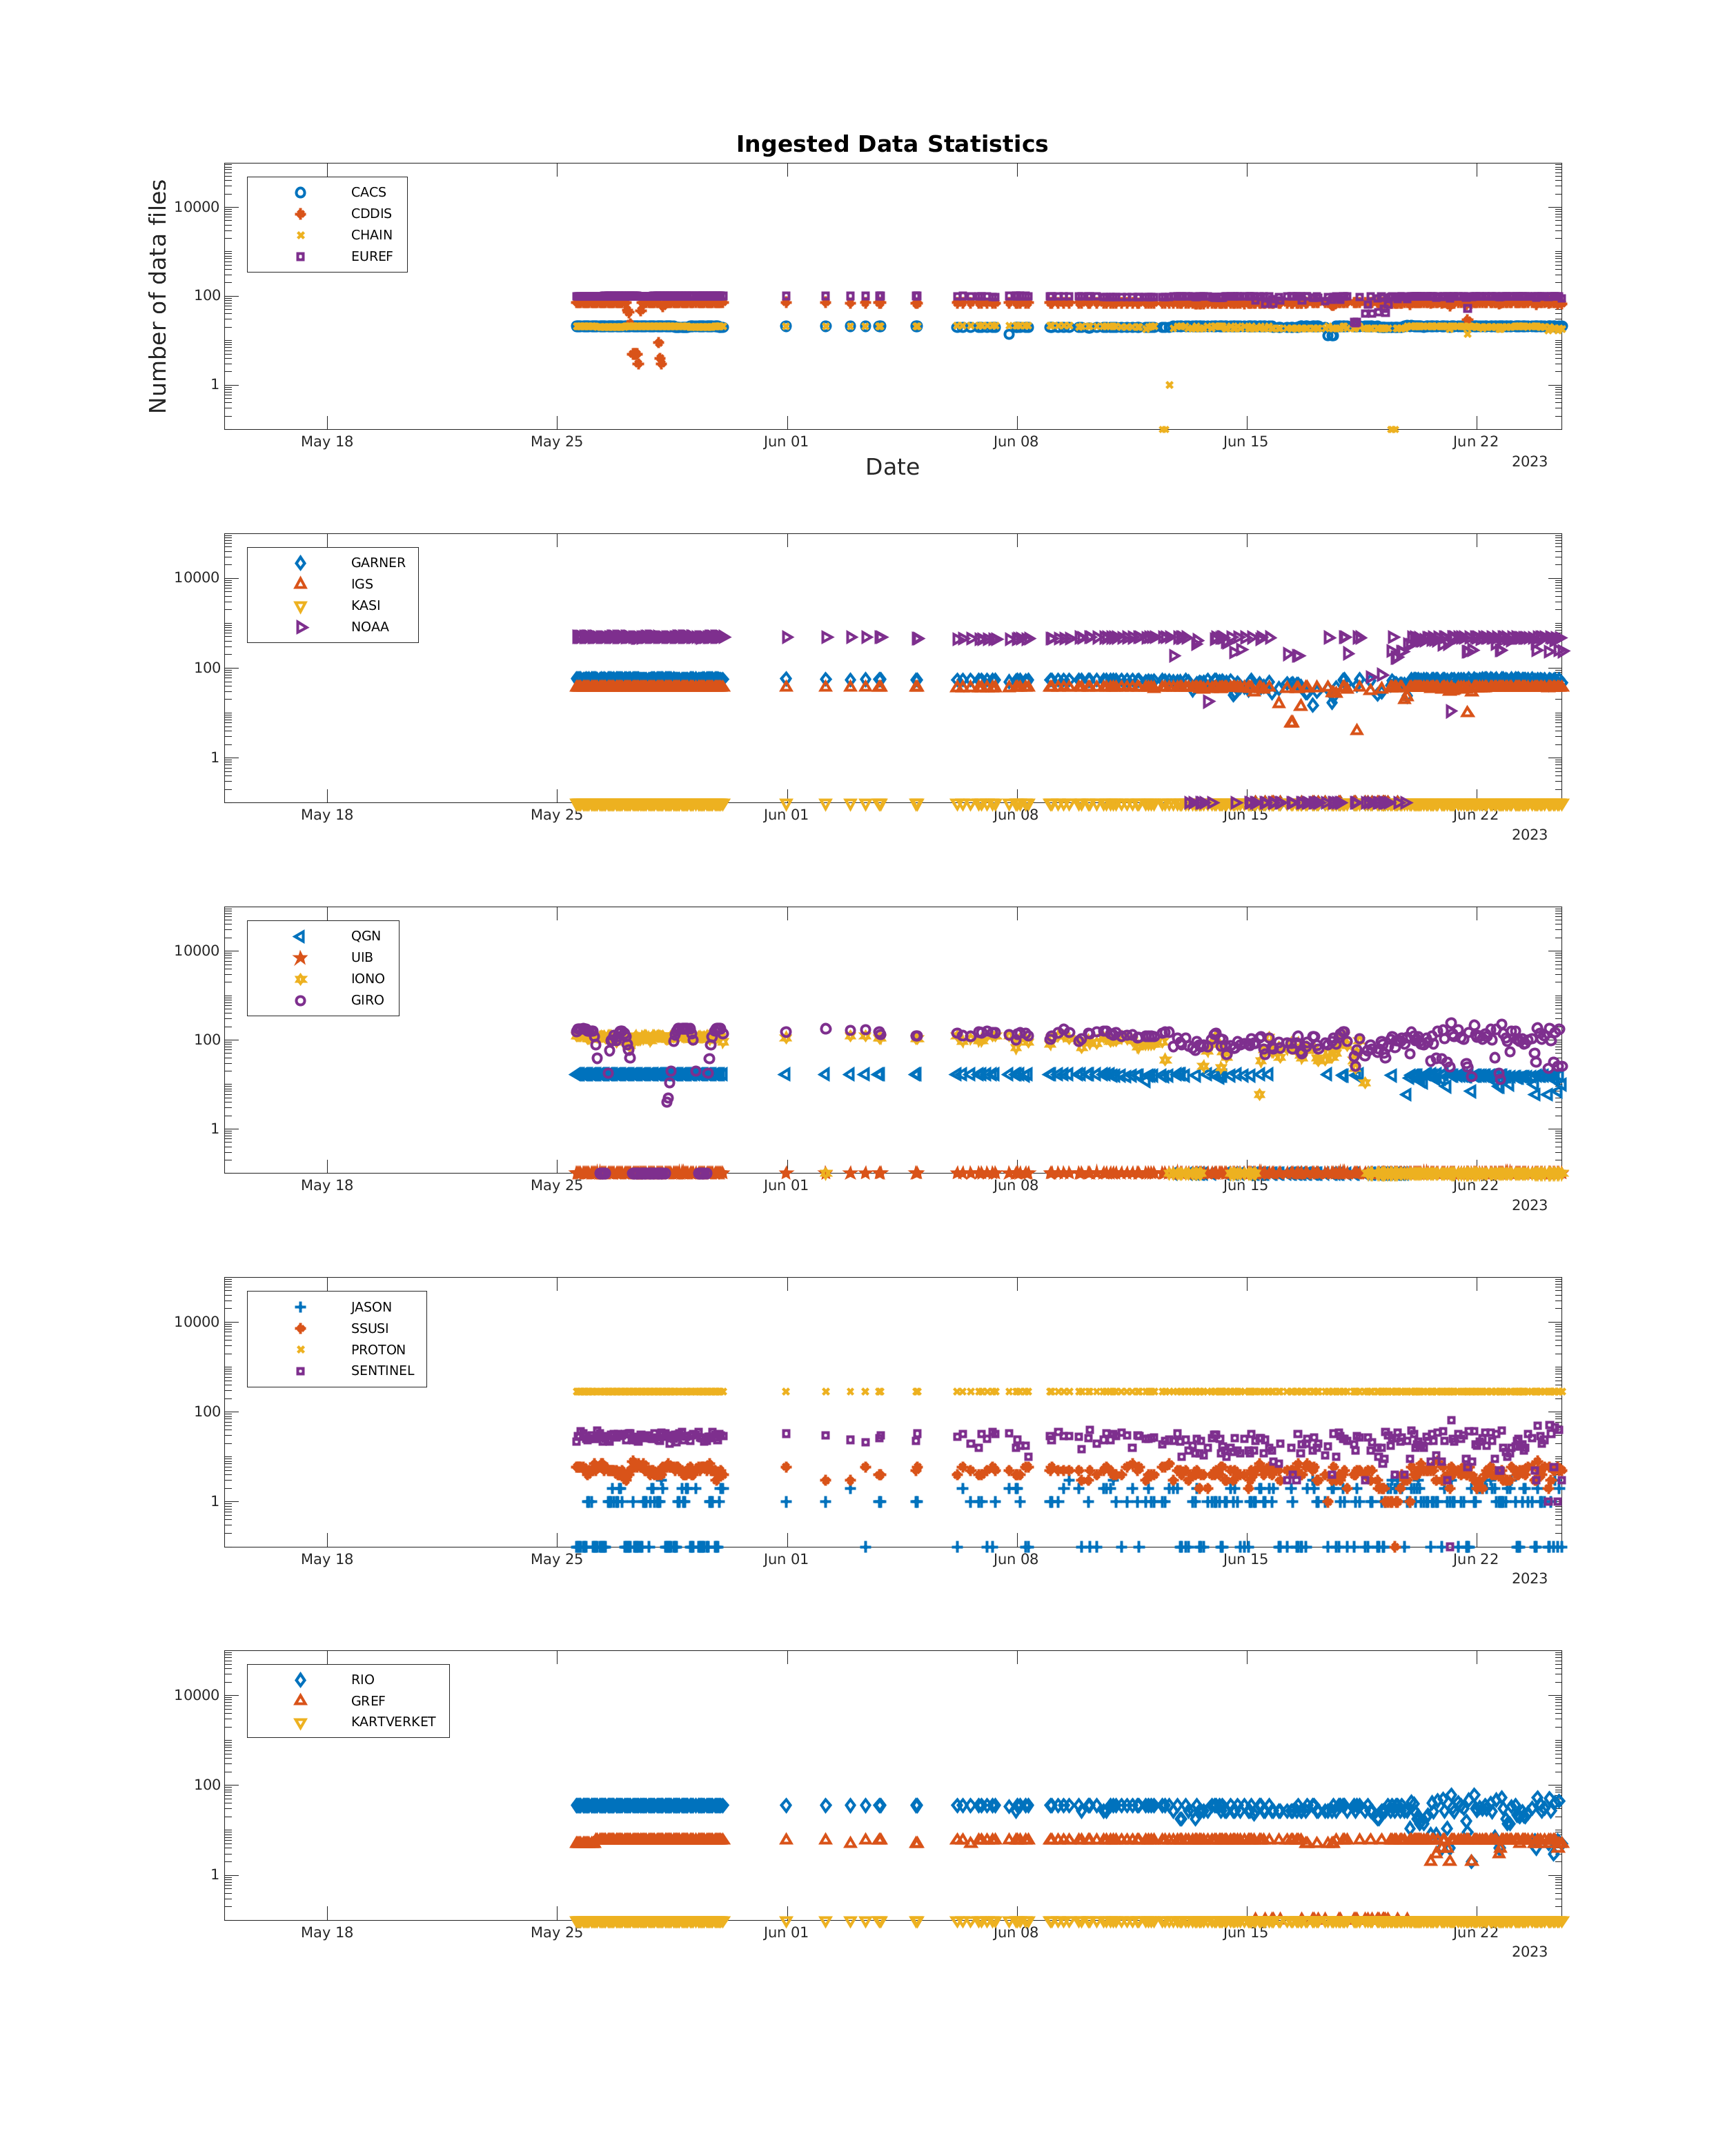 Ingested Data Statistics
Number of data files
CACS
CDDIS
CHAIN
EUREF
10000
100
1
May 18 May 25 Jun 01 Jun 08 Jun 15 Jun 22
2023
Date
GARNER
IGS
KASI
NOAA
10000
100
1
May 18 May 25 Jun 01 Jun 08 Jun 15 Jun 22
2023
QGN
UIB
IONO
GIRO
10000
100
1
May 18 May 25 Jun 01 Jun 08 Jun 15 Jun 22
2023
JASON
SSUSI
PROTON
SENTINEL
10000
100
1
May 18 May 25 Jun 01 Jun 08 Jun 15 Jun 22
2023
RIO
GREF
KARTVERKET
10000
100
1
May 18 May 25 Jun 01 Jun 08 Jun 15 Jun 22
2023